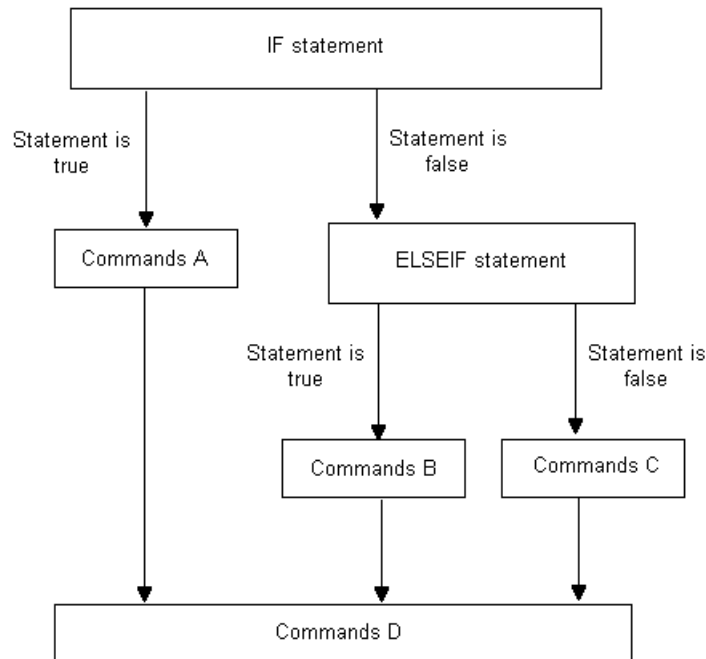 IF statement
Statement is
true
Statement is
false
Commands A
ELSEIF statement
Statement is
true
Statement is
false
Commands B
Commands C
Commands D